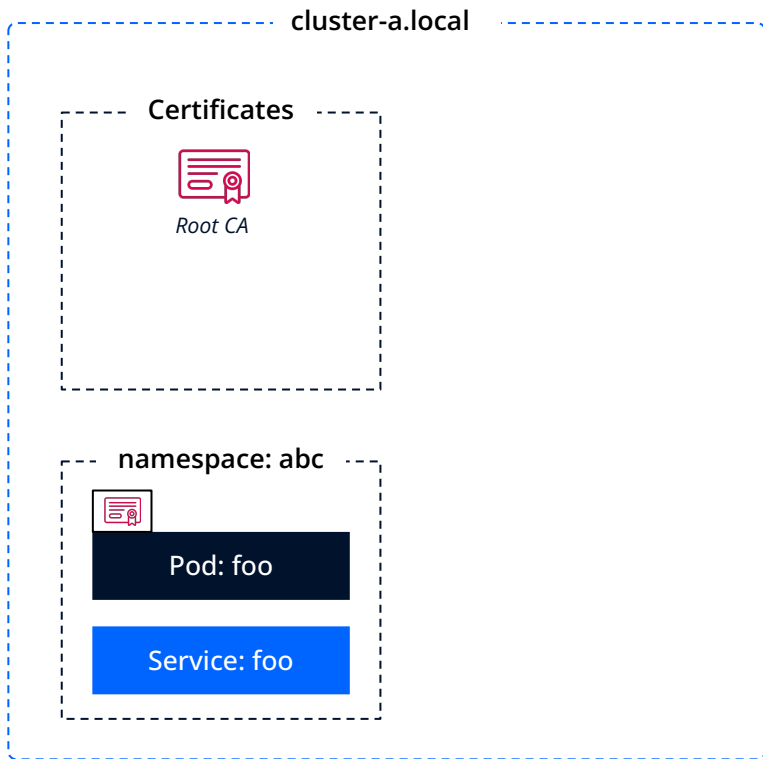 cluster-a.local
Certificates
Root CA
namespace: abc
Pod: foo
Service: foo